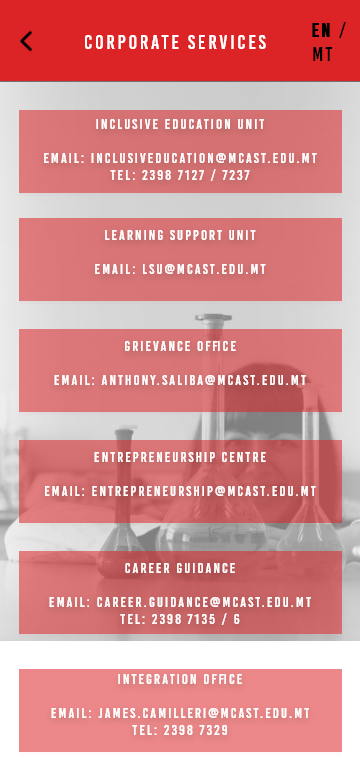 CORPORATE SERVICES
EN /
MT
INCLUSIVE EDUCATION UNIT
EMAIL: INCLUSIVEDUCATION@MCAST.EDU.MT
TEL: 2398 7127 / 7237
LEARNING SUPPORT UNIT
EMAIL: LSU@MCAST.EDU.MT
GRIEVANCE OFFICE
EMAIL: ANTHONY.SALIBA@MCAST.EDU.MT
ENTREPRENEURSHIP CENTRE
EMAIL: ENTREPRENEURSHIP@MCAST.EDU.MT
CAREER GUIDANCE
EMAIL: CAREER.GUIDANCE@MCAST.EDU.MT
TEL: 2398 7135 / 6
INTEGRATION OFFICE
EMAIL: JAMES.CAMILLERI@MCAST.EDU.MT
TEL: 2398 7329